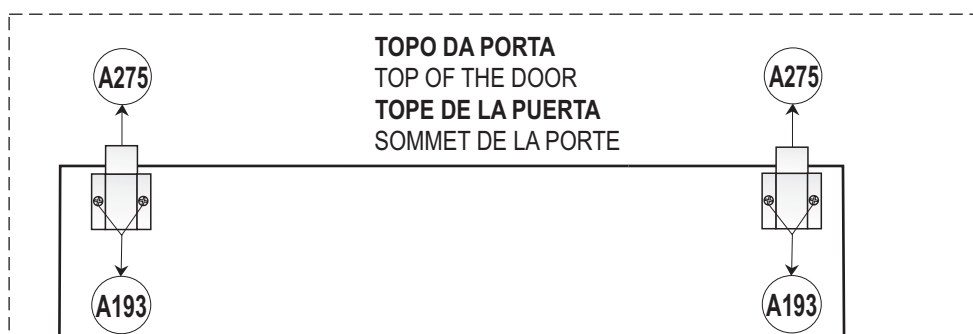 TOPO DA PORTA
TOP OF THE DOOR
TOPE DE LA PUERTA
SOMMET DE LA PORTE
A275
A275
A193
A193